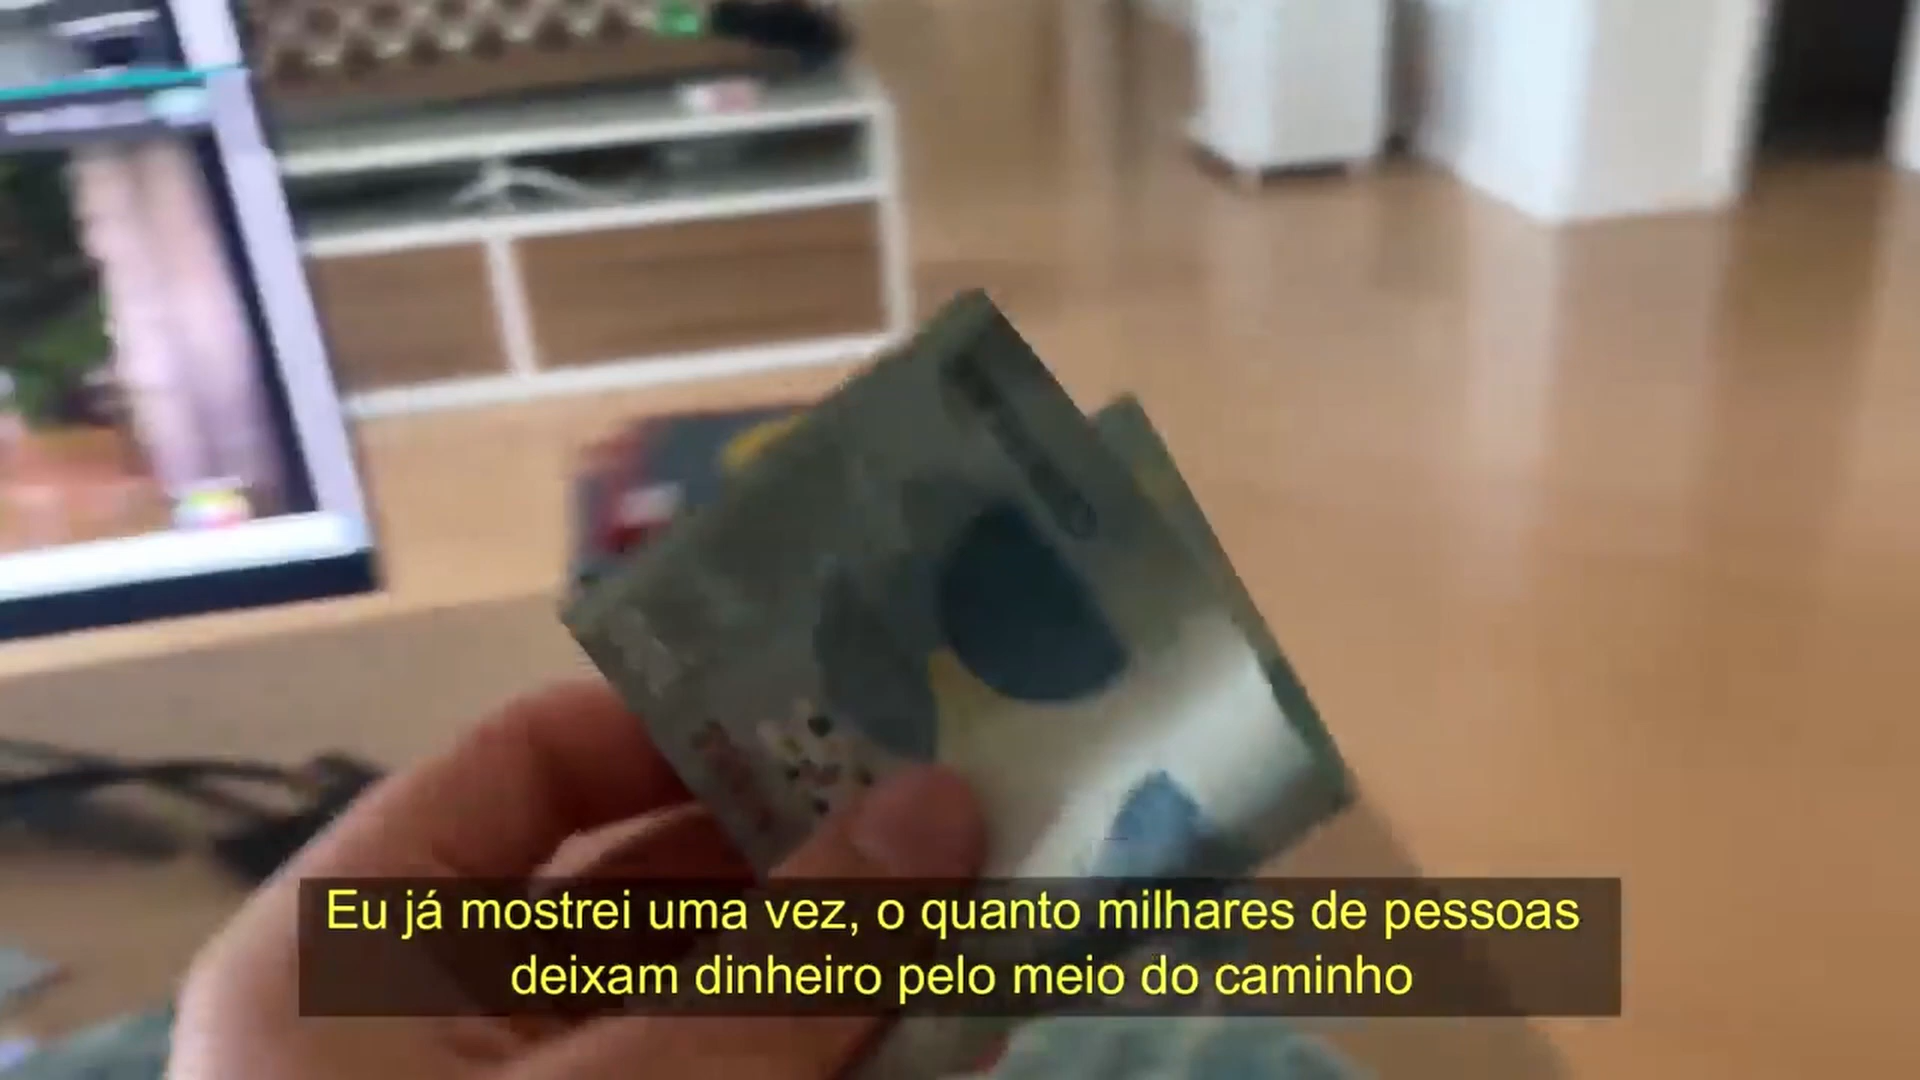 Eu já mostrei uma vez, o quanto milhares de pessoas
deixam dinheiro pelo meio do caminho